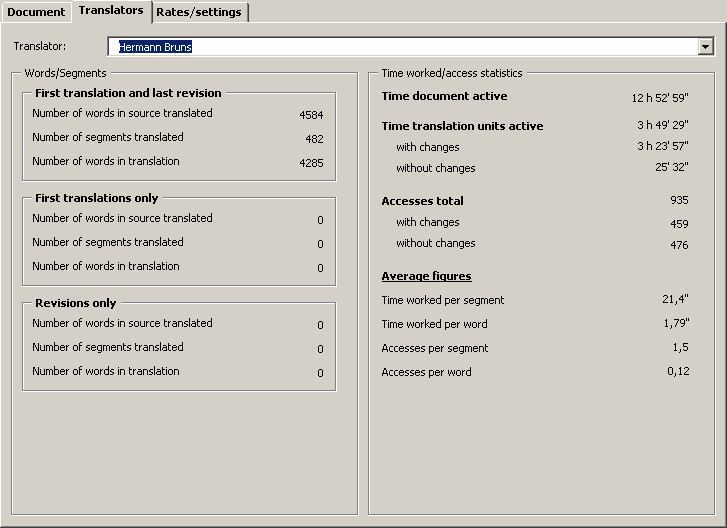 Document Translators Rates/settings
Translator: Hermann Bruns
Words/Segments
First translation and last revision
Number of words in source translated 4584
Number of segments translated 482
Number of words in translation 4285
First translations only
Number of words in source translated 0
Number of segments translated 0
Number of words in translation 0
Revisions only
Number of words in source translated 0
Number of segments translated 0
Number of words in translation 0
Time worked/access statistics
Time document active 12 h 52' 59"
Time translation units active 3 h 49' 29"
with changes 3 h 23' 57"
without changes 25' 32"
Accesses total 935
with changes 459
without changes 476
Average figures
Time worked per segment 21,4"
Time worked per word 1,79"
Accesses per segment 1,5
Accesses per word 0,12